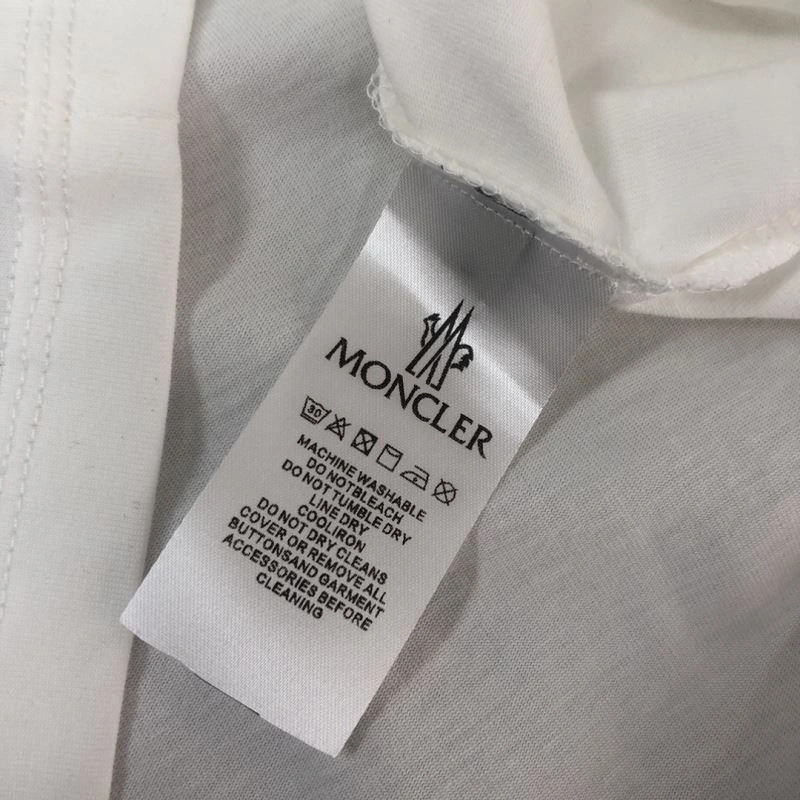 MONCLER
30
MACHINE WASHABLE
DO NOTBLEACH
DO NOT TUMBLE DRY
LINE DRY
COOLIRON
DO NOT DRY CLEANS
COVER OR REMOVE ALL
BUTTONSAND GARMENT
ACCESSORIES BEFORE
CLEANING